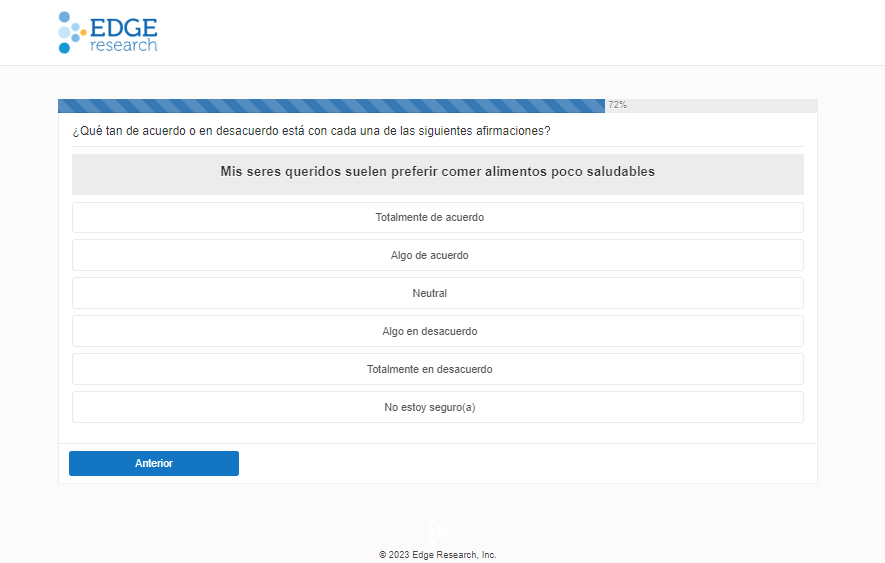 EDGE
research
72%
¿Qué tan de acuerdo o en desacuerdo está con cada una de las siguientes afirmaciones?
Mis seres queridos suelen preferir comer alimentos poco saludables
Totalmente de acuerdo
Algo de acuerdo
Neutral
Algo en desacuerdo
Totalmente en desacuerdo
No estoy seguro(a)
Anterior
© 2023 Edge Research, Inc.